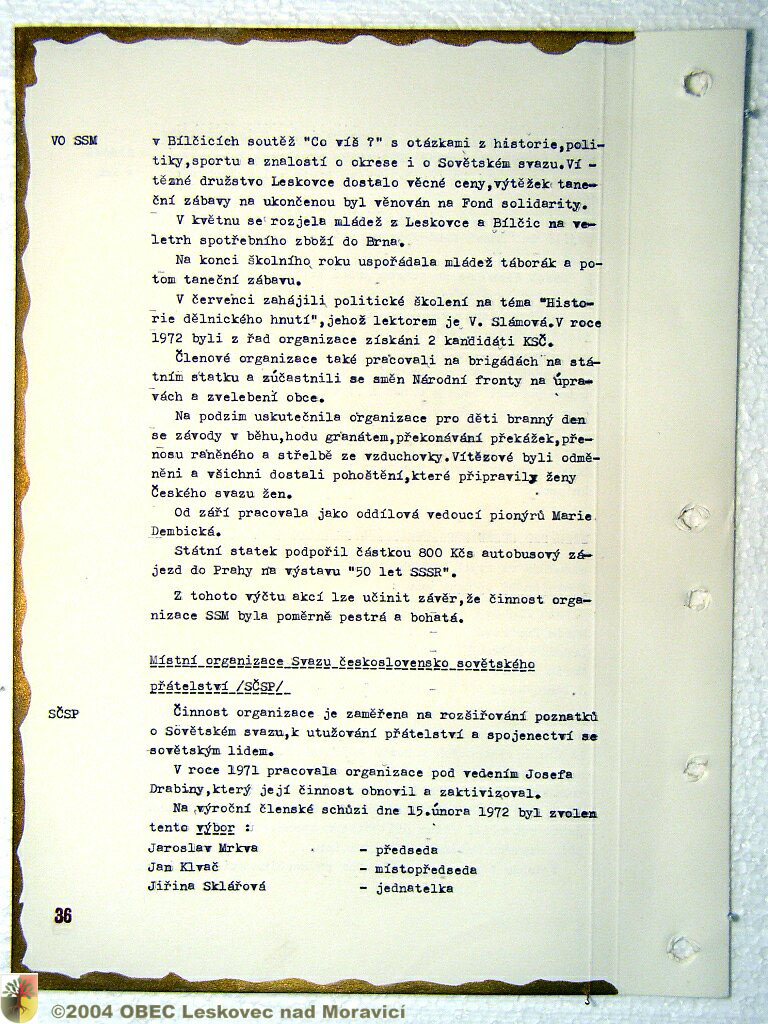 VO SSM v Bílčicích soutěž "Co víš ?" s otázkami z historie,poli-
tiky,sportu a znalostí o okrese i o Sovětském svazu.Ví -
tězné družstvo Leskovce dostalo věcné ceny,výtěžek tane-
ční zábavy na ukončenou byl věnován na Fond solidarity.
V květnu se rozjela mládež z Leskovce a Bílčic na ve-
letrh spotřebního zbboží do Brna.
Na konci školního roku uspořádala mládež táborák a po-
tom taneční zábavu.
V červenci zahájili politické školení na téma "Histo-
rie dělnického hnutí",jehož lektorem je V. Slámová.V roce
1972 byli z řad organizace získáni 2 kandidáti KSČ.
Členové organizace také pracovali na brigádách na stá-
tním statku a zúčastnili se směn Národní fronty na úpra-
vách a zvelebení obce.
Na podzim uskutečnila organizace pro děti branný den
se závody v běhu,hodu granátem,překonávání překážek,pře-
nosu raněného a střelbě ze vzduchovky.Vítězové byli odmě-
něni a všichni dostali pohoštění,které připravily ženy
Českého svazu žen.
Od září pracovala jako oddílová vedoucí pionýrů Marie
Dembická.
Státní statek podpořil částkou 800 Kčs autobusový zá-
jezd do Prahy na výstavu "50 let SSSR".
Z tohoto výčtu akcí lze učinit závěr,že činnost orga-
nizace SSM byla poměrně pestrá a bohatá.
Místní organizace Svazu československo sovětského
přátelství /SČSP/
SČSP Činnost organizace je zaměřena na rozšiřování poznatků
o Sovětském svazu,k utužování přátelství a spojenectví se
sovětským lidem.
V roce 1971 pracovala organizace pod vedením Josefa
Drabiny,který její činnost obnovil a zaktivizoval.
Na výroční členské schůzi dne 15.února 1972 byl zvolen
tento výbor :
Jaroslav Mrkva - předseda
Jan Klvač - místopředseda
Jiřina Sklářová - jednatelka
36
©2004 OBEC Leskovec nad Moravicí